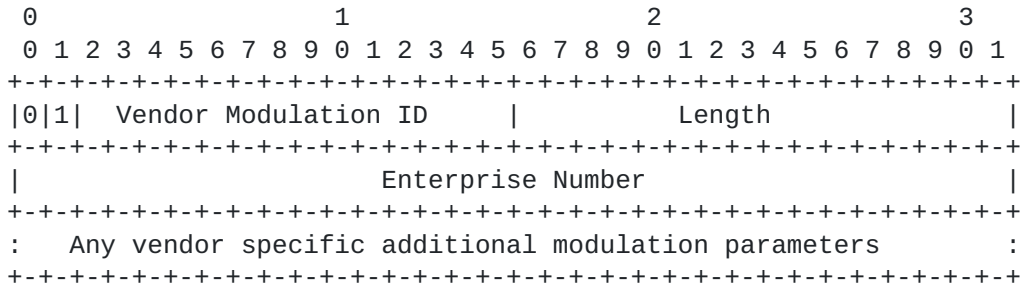 0                   1                   2                   3
 0 1 2 3 4 5 6 7 8 9 0 1 2 3 4 5 6 7 8 9 0 1 2 3 4 5 6 7 8 9 0 1
+-+-+-+-+-+-+-+-+-+-+-+-+-+-+-+-+-+-+-+-+-+-+-+-+-+-+-+-+-+-+-+-+
|0|1|  Vendor Modulation ID     |          Length               |
+-+-+-+-+-+-+-+-+-+-+-+-+-+-+-+-+-+-+-+-+-+-+-+-+-+-+-+-+-+-+-+-+
|                       Enterprise Number                       |
+-+-+-+-+-+-+-+-+-+-+-+-+-+-+-+-+-+-+-+-+-+-+-+-+-+-+-+-+-+-+-+-+
:   Any vendor specific additional modulation parameters        :
+-+-+-+-+-+-+-+-+-+-+-+-+-+-+-+-+-+-+-+-+-+-+-+-+-+-+-+-+-+-+-+-+